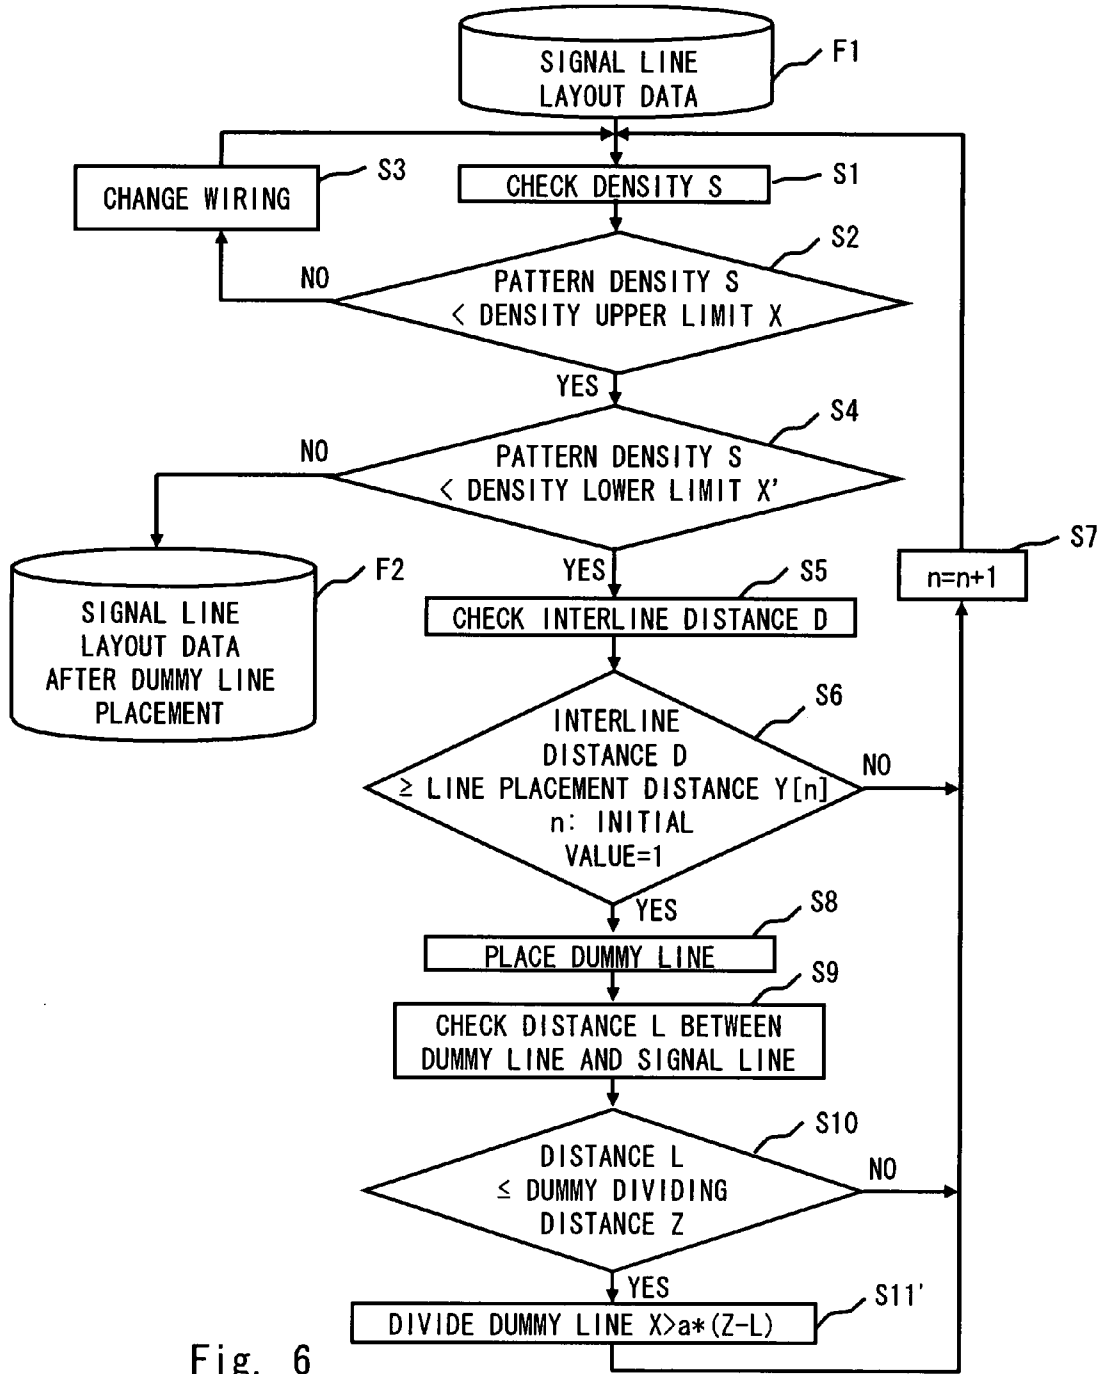 SIGNAL LINE
LAYOUT DATA
F1
CHANGE WIRING
S3
CHECK DENSITY S
S1
S2
NO
PATTERN DENSITY S
< DENSITY UPPER LIMIT X
YES
S4
NO
PATTERN DENSITY S
< DENSITY LOWER LIMIT X'
S7
n=n+1
F2
SIGNAL LINE
LAYOUT DATA
AFTER DUMMY LINE
PLACEMENT
YES
S5
CHECK INTERLINE DISTANCE D
S6
INTERLINE
DISTANCE D
≥ LINE PLACEMENT DISTANCE Y[n]
n: INITIAL
VALUE=1
NO
YES
S8
PLACE DUMMY LINE
S9
CHECK DISTANCE L BETWEEN
DUMMY LINE AND SIGNAL LINE
S10
DISTANCE L
≤ DUMMY DIVIDING
DISTANCE Z
NO
YES
S11'
DIVIDE DUMMY LINE X>a*(Z-L)
Fig. 6